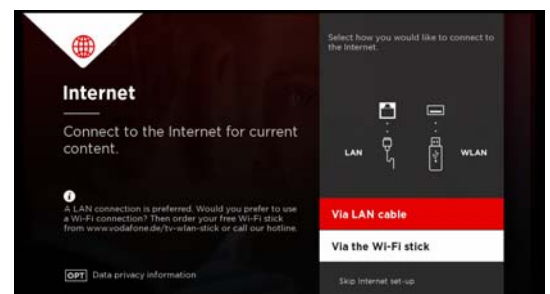 Internet
Connect to the Internet for current
content.
A LAN connection is preferred. Would you prefer to use
a Wi-Fi connection? Then order your free Wi-Fi stick
from www.vodafone.de/tv-wlan-stick or call our hotline.
OPT Data privacy information
Select how you would like to connect to
the Internet.
LAN WLAN
Via LAN cable
Via the Wi-Fi stick
Skip internet set-up